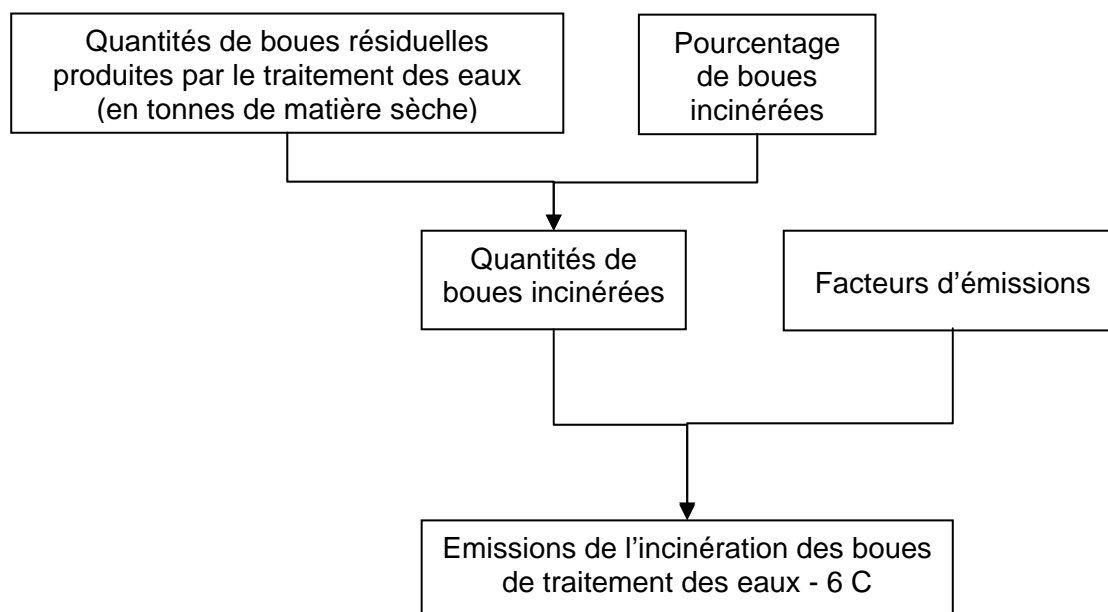 Quantités de boues résiduelles
produites par le traitement des eaux
(en tonnes de matière sèche)
Pourcentage
de boues
incinérées
Quantités de
boues incinérées
Facteurs d’émissions
Emissions de l’incinération des boues
de traitement des eaux - 6 C